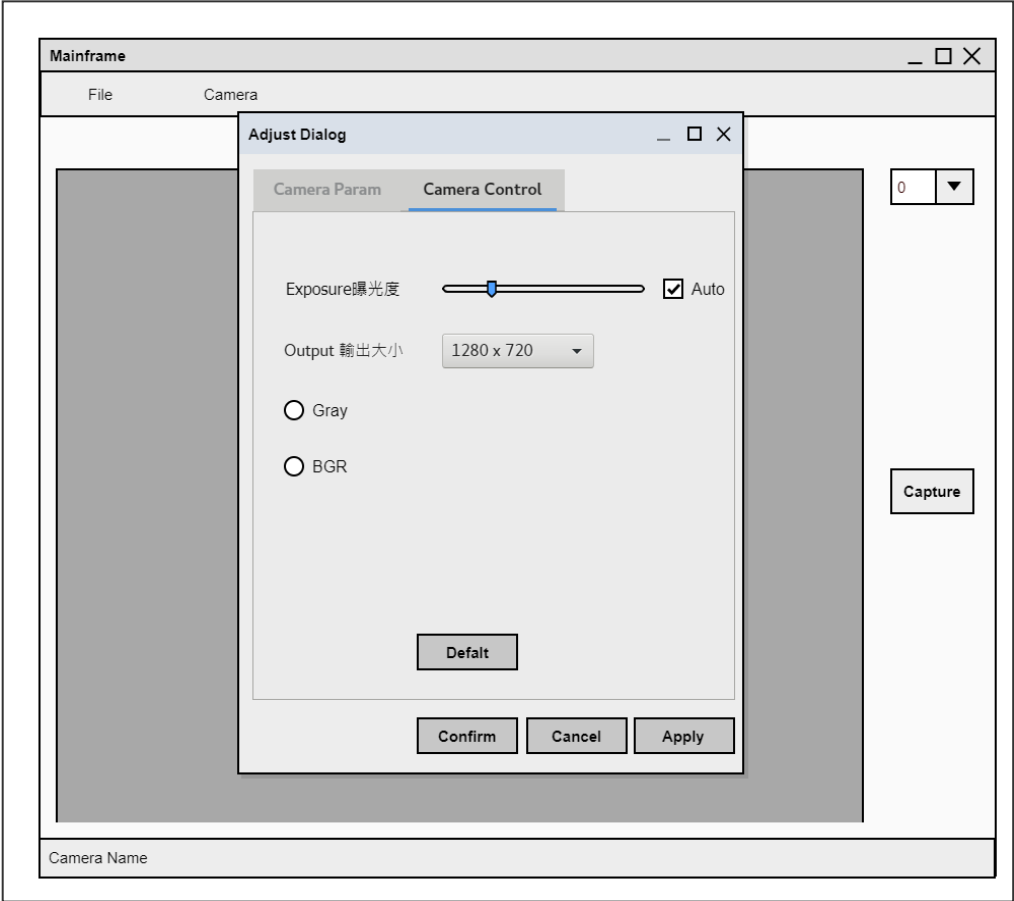 Mainframe
File Camera
Adjust Dialog
Camera Param Camera Control
0
Exposure曝光度 Auto
Output 輸出大小 1280 x 720
Gray
BGR
Capture
Defalt
Confirm Cancel Apply
Camera Name